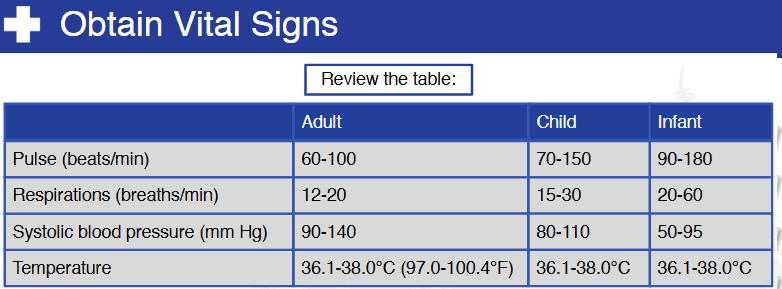 Obtain Vital Signs
Review the table:
Adult Child Infant
Pulse (beats/min) 60-100 70-150 90-180
Respirations (breaths/min) 12-20 15-30 20-60
Systolic blood pressure (mm Hg) 90-140 80-110 50-95
Temperature 36.1-38.0°C (97.0-100.4°F) 36.1-38.0°C 36.1-38.0°C